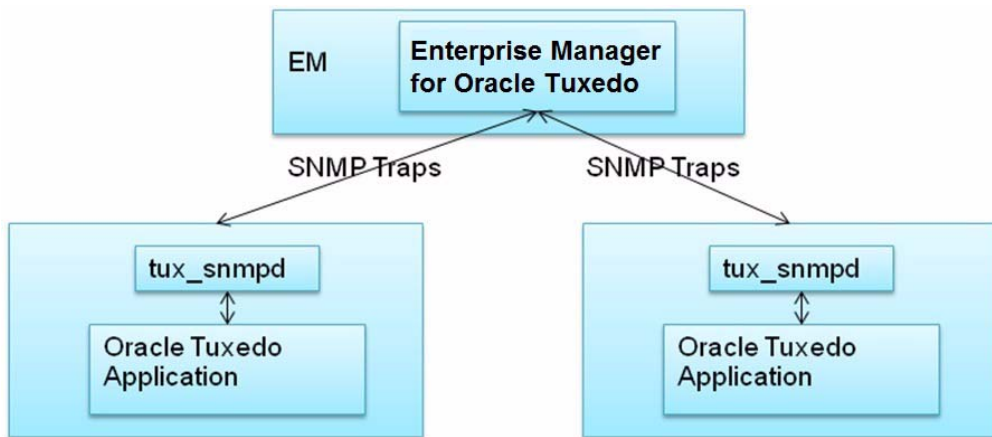 EM
Enterprise Manager
for Oracle Tuxedo
SNMP Traps
SNMP Traps
tux_snmpd
Oracle Tuxedo
Application
tux_snmpd
Oracle Tuxedo
Application